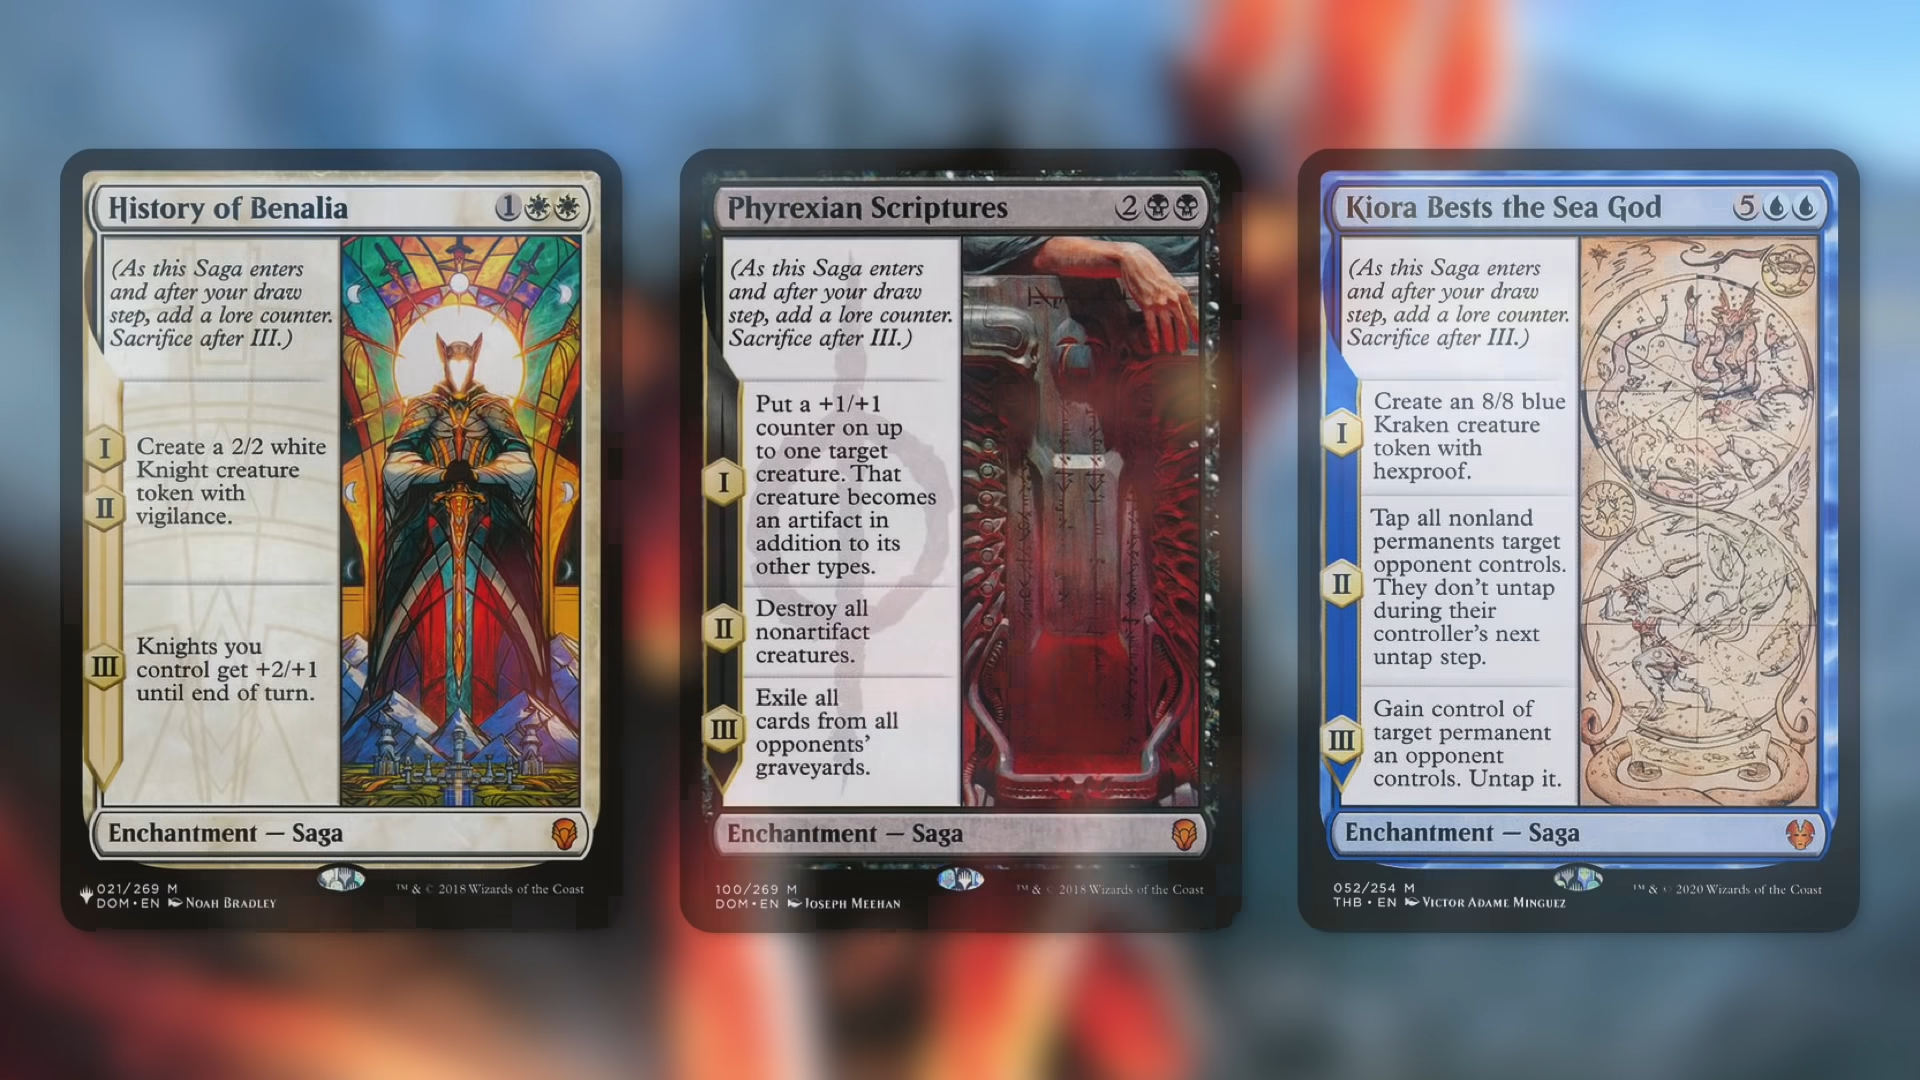 History of Benalia
1
(As this Saga enters
and after your draw
step, add a lore counter.
Sacrifice after III.)
I
II
Create a 2/2 white
Knight creature
token with
vigilance.
III
Knights you
control get +2/+1
until end of turn.
Enchantment — Saga
021/269 M
DOM • EN Noah Bradley
™ & © 2018 Wizards of the Coast
Phyrexian Scriptures
2
(As this Saga enters
and after your draw
step, add a lore counter.
Sacrifice after III.)
I
Put a +1/+1
counter on up
to one target
creature. That
creature becomes
an artifact in
addition to its
other types.
II
Destroy all
nonartifact
creatures.
III
Exile all
cards from all
opponents’
graveyards.
Enchantment — Saga
100/269 M
DOM • EN Joseph Meehan
™ & © 2018 Wizards of the Coast
Kiora Bests the Sea God
5
(As this Saga enters
and after your draw
step, add a lore counter.
Sacrifice after III.)
I
Create an 8/8 blue
Kraken creature
token with
hexproof.
II
Tap all nonland
permanents target
opponent controls.
They don’t untap
during their
controller’s next
untap step.
III
Gain control of
target permanent
an opponent
controls. Untap it.
Enchantment — Saga
052/254 M
THB • EN Victor Adame Minguez
™ & © 2020 Wizards of the Coast